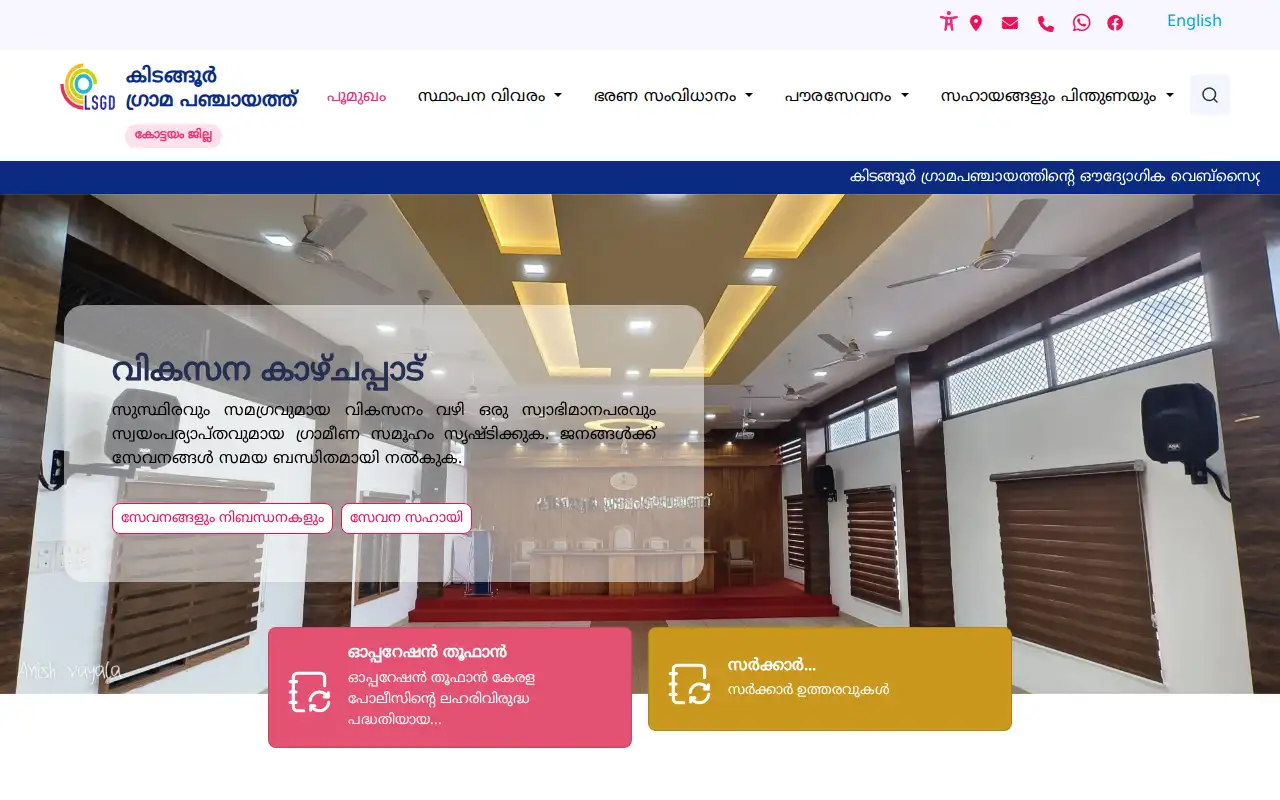 English
കിടങ്ങൂർ
ഗ്രാമ പഞ്ചായത്ത്
LSGD
കോട്ടയം ജില്ല
പൂമുഖം
സ്ഥാപന വിവരം
ഭരണ സംവിധാനം
പൗരസേവനം
സഹായങ്ങളും പിന്തുണയും
കിടങ്ങൂർ ഗ്രാമപഞ്ചായത്തിന്റെ ഔദ്യോഗിക
വികസന കാഴ്ചപ്പാട്
സുസ്ഥിരവും സമഗ്രവുമായ വികസനം വഴി ഒരു സ്വാഭിമാനപരവും
സ്വയംപര്യാപ്തവുമായ ഗ്രാമീണ സമൂഹം സൃഷ്ടിക്കുക. ജനങ്ങൾക്ക്
സേവനങ്ങൾ സമയ ബന്ധിതമായി നൽകുക.
സേവനങ്ങളും നിബന്ധനകളും
സേവന സഹായി
Anish vayala
ഓപ്പറേഷൻ തൂഫാൻ
ഓപ്പറേഷൻ തൂഫാൻ കേരള
പോലീസിന്റെ ലഹരിവിരുദ്ധ
പദ്ധതിയായ...
സർക്കാർ...
സർക്കാർ ഉത്തരവുകൾ